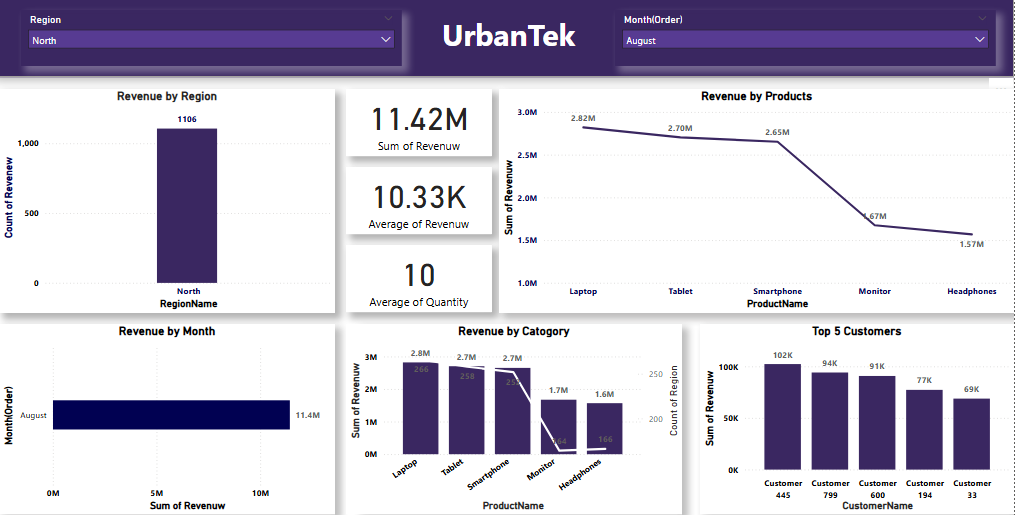 Region
North
UrbanTek
Month(Order)
August
Revenue by Region
1106
1,000
500
0
Count of Revenew
North
RegionName
11.42M
Sum of Revenuw
10.33K
Average of Revenuw
10
Average of Quantity
Revenue by Products
3.0M
2.5M
2.0M
1.5M
1.0M
Sum of Revenuw
2.82M
2.70M
2.65M
1.67M
1.57M
Laptop Tablet Smartphone Monitor Headphones
ProductName
Revenue by Month
Month(Order)
August
11.4M
0M 5M 10M
Sum of Revenuw
Revenue by Catogory
3M
2M
1M
0M
Sum of Revenuw
2.8M 2.7M 2.7M 1.7M 1.6M
266 258 166
250
200
Count of Region
Laptop Tablet Smartphone Monitor Headphones
ProductName
Top 5 Customers
100K
50K
0K
Sum of Revenuw
102K 94K 91K 77K 69K
Customer 445
Customer 799
Customer 600
Customer 194
Customer 33
CustomerName